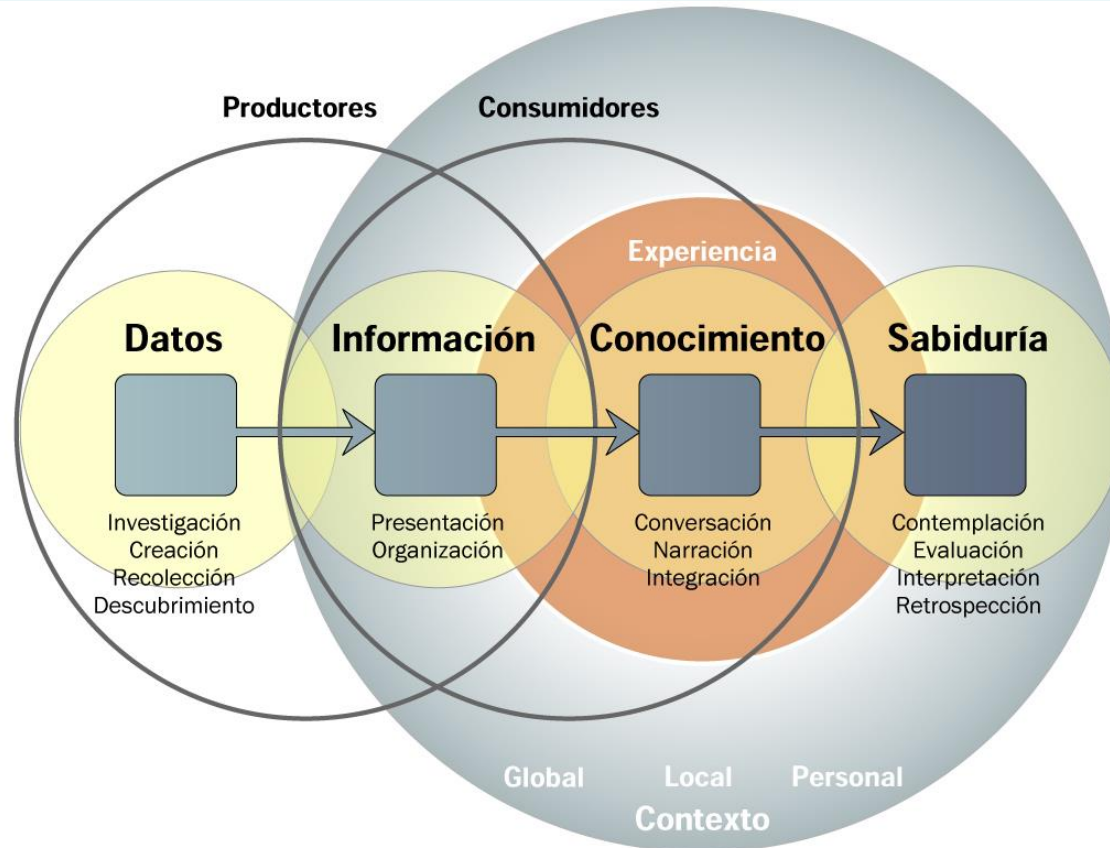 Productores
Consumidores
Experiencia
Datos
Información
Conocimiento
Sabiduría
Investigación
Creación
Recolección
Descubrimiento
Presentación
Organización
Conversación
Narración
Integración
Contemplación
Evaluación
Interpretación
Retrospección
Global
Local
Personal
Contexto